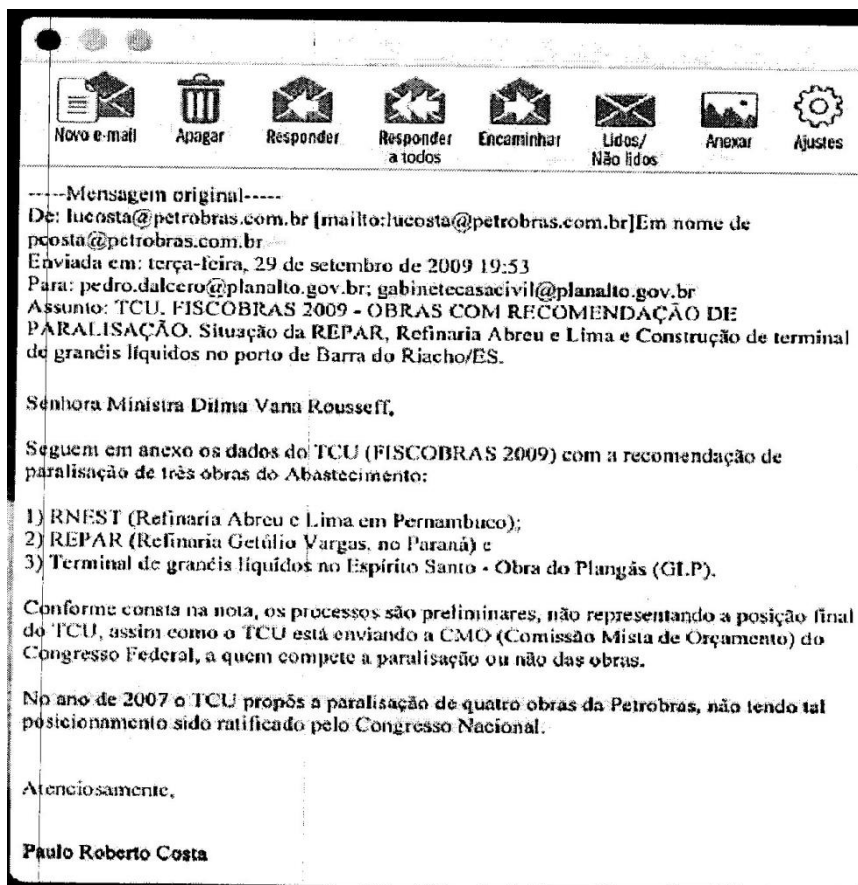 Novo e-mail
Apagar
Responder
Responder a todos
Encaminhar
Lidos/ Não lidos
Anexar
Ajustes
-----Mensagem original-----
De: lucosta@petrobras.com.br [mailto:lucosta@petrobras.com.br]Em nome de
pcosta@petrobras.com.br
Enviada em: terça-feira, 29 de setembro de 2009 19:53
Para: pedro.dalcero@planalto.gov.br; gabinetecasacivil@planalto.gov.br
Assunto: TCU. FISCOBRAS 2009 - OBRAS COM RECOMENDAÇÃO DE
PARALISAÇÃO. Situação da REPAR, Refinaria Abreu e Lima e Construção de terminal
de granéis líquidos no porto de Barra do Riacho/ES.
Senhora Ministra Dilma Vana Rousseff,
Seguem em anexo os dados do TCU (FISCOBRAS 2009) com a recomendação de
paralisação de três obras do Abastecimento:
1) RNEST (Refinaria Abreu e Lima em Pernambuco);
2) REPAR (Refinaria Getúlio Vargas, no Paraná) e
3) Terminal de granéis líquidos no Espírito Santo - Obra do Plangás (GLP).
Conforme consta na nota, os processos são preliminares, não representando a posição final
do TCU, assim como o TCU está enviando a CMO (Comissão Mista de Orçamento) do
Congresso Federal, a quem compete a paralisação ou não das obras.
No ano de 2007 o TCU propôs a paralisação de quatro obras da Petrobras, não tendo tal
posicionamento sido ratificado pelo Congresso Nacional.
Atenciosamente,
Paulo Roberto Costa